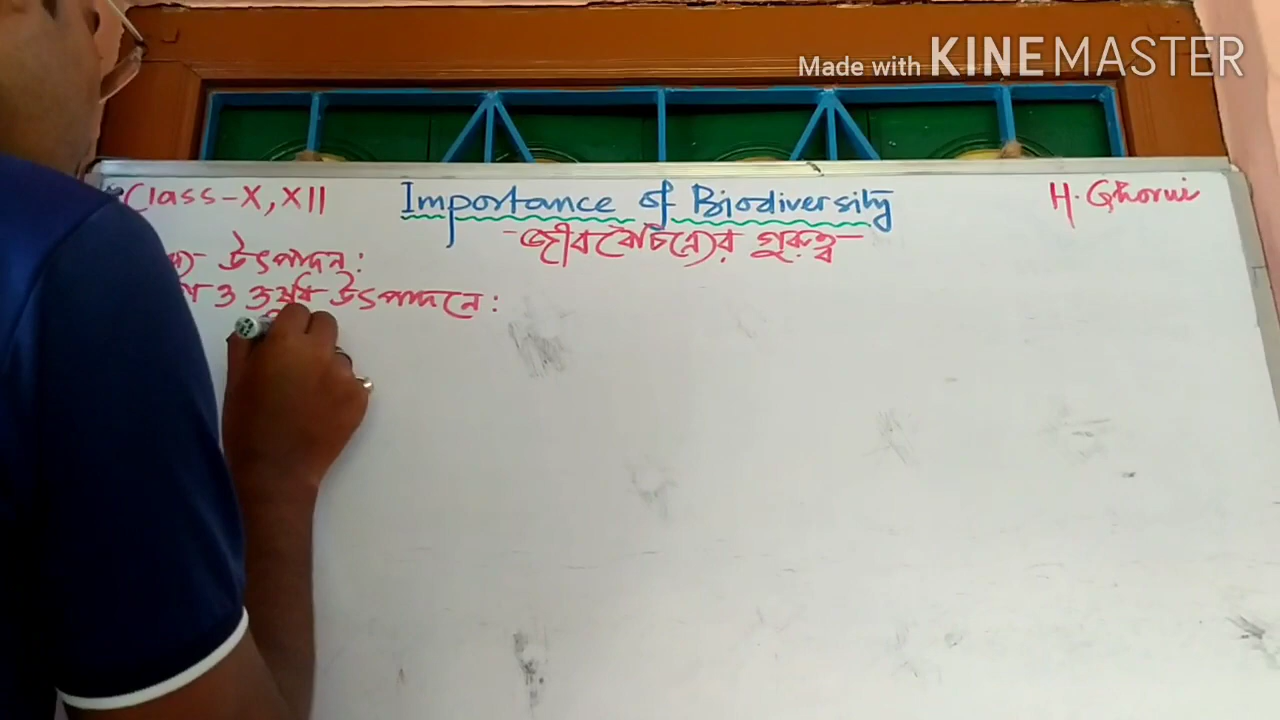 Made with KINEMASTER
Class-X, XII Importance of Biodiversity H. Ghorui
-জীববৈচিত্র্যের গুরুত্ব-
উৎপাদন:
ও ঔষধি উৎপাদনে: